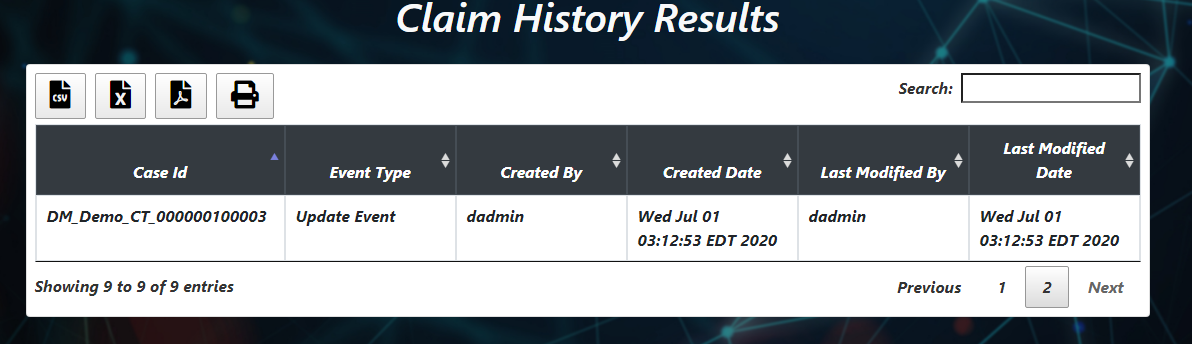 Claim History Results
CSV
X
Search:
Case Id
Event Type
Created By
Created Date
Last Modified By
Last Modified
Date
DM_Demo_CT_000000100003
Update Event
dadmin
Wed Jul 01
03:12:53 EDT 2020
dadmin
Wed Jul 01
03:12:53 EDT 2020
Showing 9 to 9 of 9 entries
Previous
1
2
Next